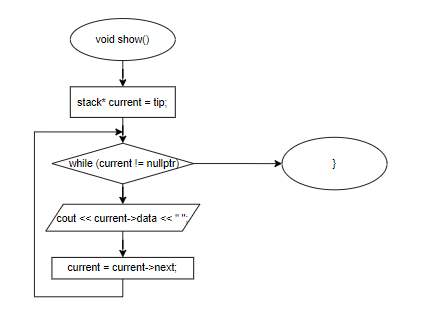 void show()
stack* current = tip;
while (current != nullptr)
}
cout << current->data << " ";
current = current->next;